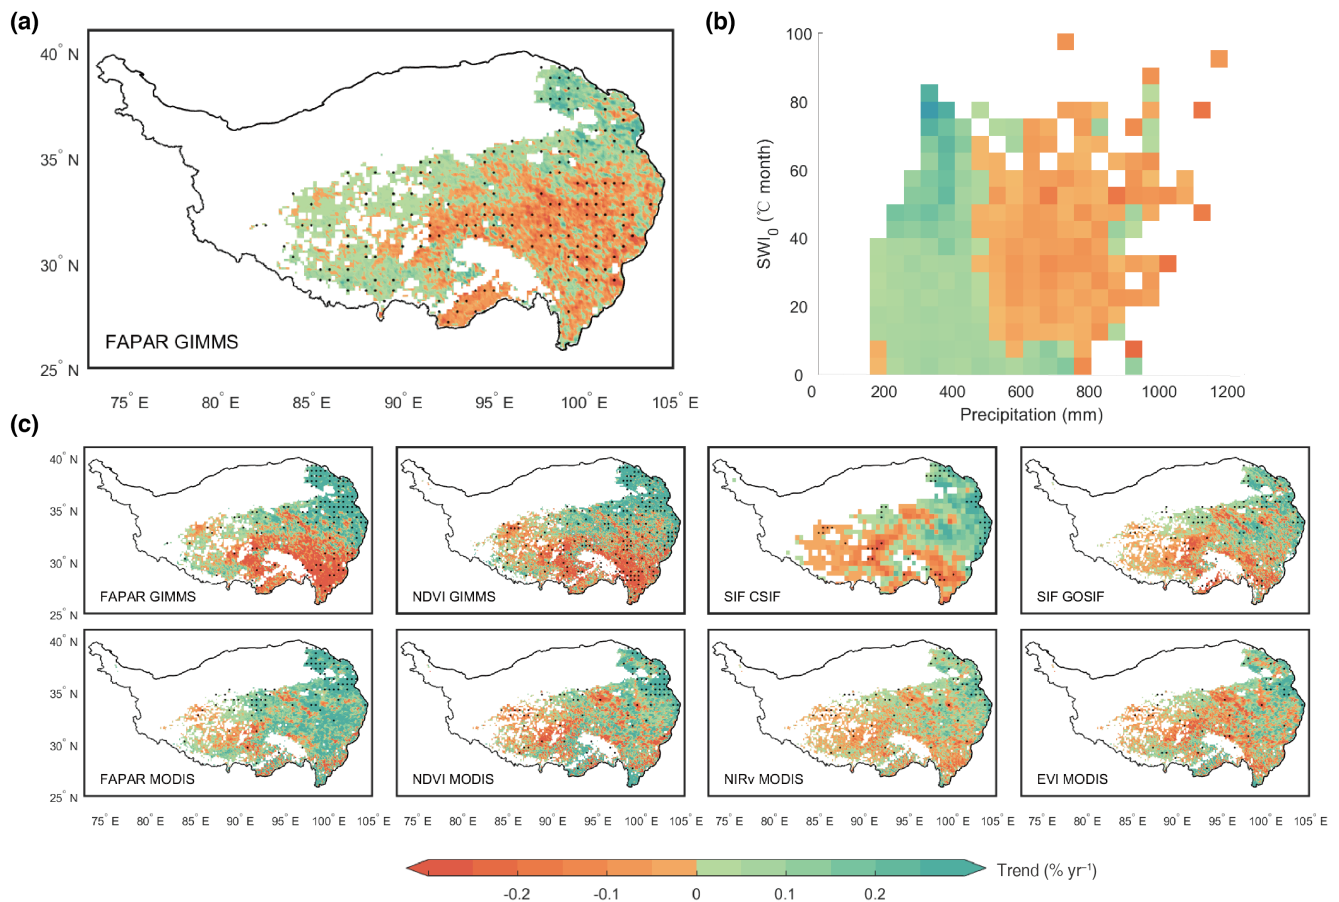 (a)
40° N
35° N
30° N
25° N
FAPAR GIMMS
75° E 80° E 85° E 90° E 95° E 100° E 105° E
(b)
100
80
60
40
20
0
SWI0 (℃ month)
0 200 400 600 800 1000 1200
Precipitation (mm)
(c)
40° N
35° N
30° N
25° N
FAPAR GIMMS
NDVI GIMMS
SIF CSIF
SIF GOSIF
40° N
35° N
30° N
25° N
FAPAR MODIS
NDVI MODIS
NIRv MODIS
EVI MODIS
75° E 80° E 85° E 90° E 95° E 100° E 105° E
75° E 80° E 85° E 90° E 95° E 100° E 105° E
75° E 80° E 85° E 90° E 95° E 100° E 105° E
75° E 80° E 85° E 90° E 95° E 100° E 105° E
-0.2 -0.1 0 0.1 0.2
Trend (% yr⁻¹)